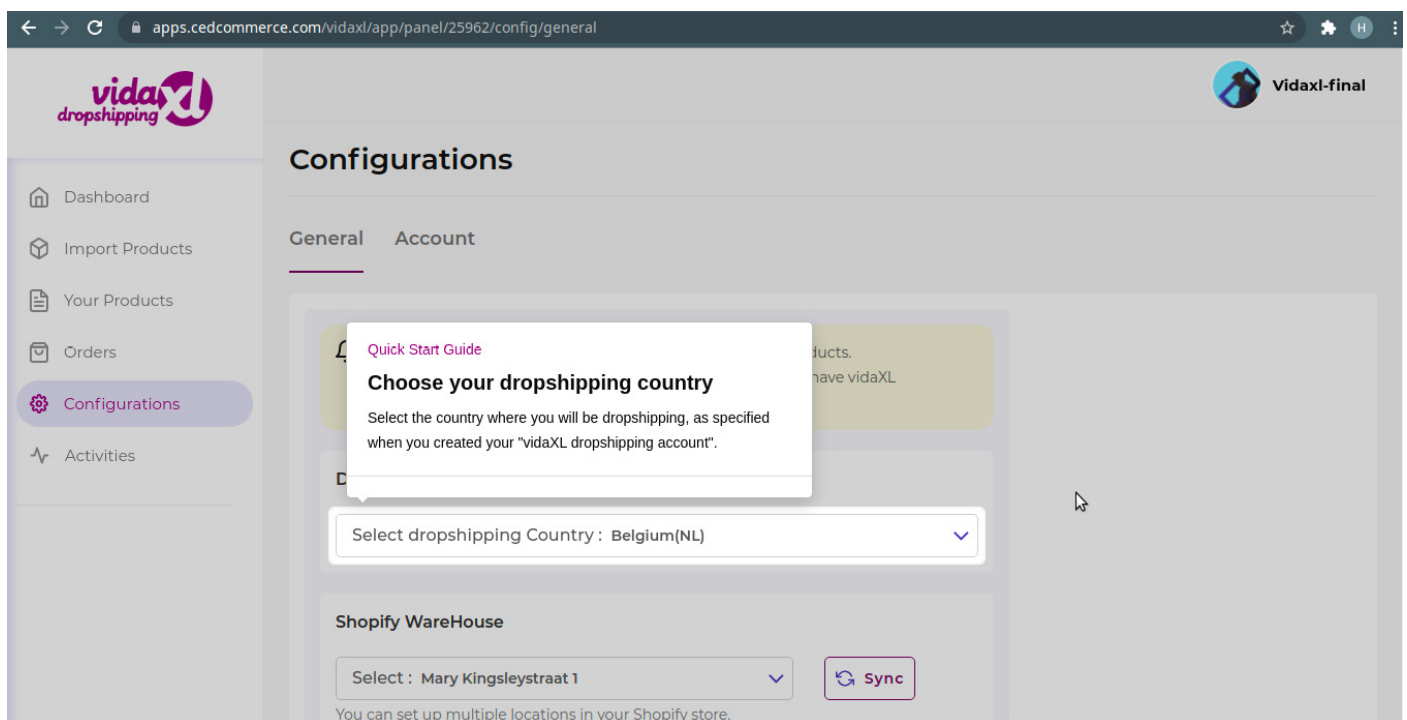 apps.cedcommerce.com/vidaxl/app/panel/25962/config/general
H
vidaXL
dropshipping
Vidaxl-final
Configurations
Dashboard
Import Products
Your Products
Orders
Configurations
Activities
General Account
ducts.
have vidaXL
Quick Start Guide
Choose your dropshipping country
Select the country where you will be dropshipping, as specified
when you created your "vidaXL dropshipping account".
D
Select dropshipping Country : Belgium(NL)
Shopify WareHouse
Select : Mary Kingsleystraat 1
Sync
You can set up multiple locations in your Shopify store.